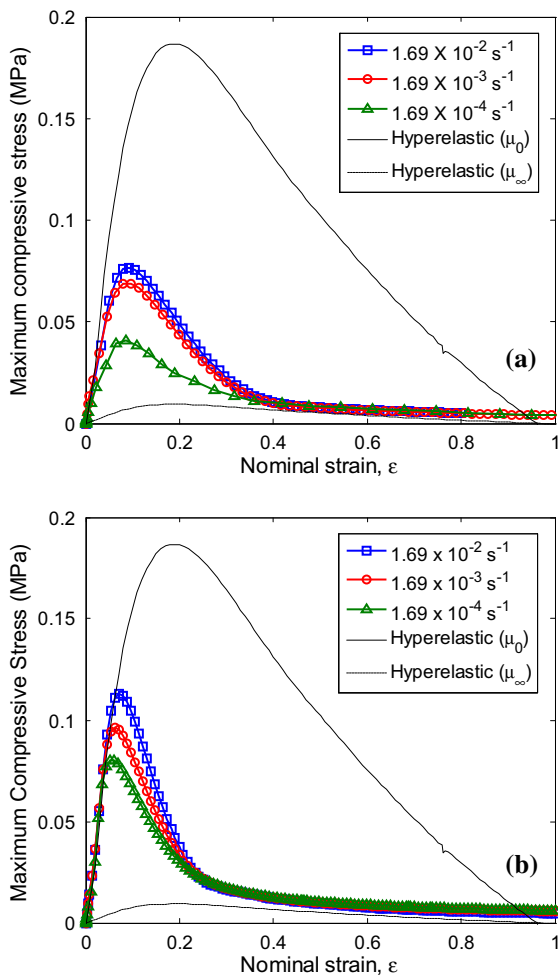 0.2
0.15
0.1
0.05
0
Maximum compressive stress (MPa)
1.69 X 10⁻² s⁻¹
1.69 X 10⁻³ s⁻¹
1.69 X 10⁻⁴ s⁻¹
Hyperelastic (μ₀)
Hyperelastic (μ∞)
(a)
0 0.2 0.4 0.6 0.8 1
Nominal strain, ε
0.2
0.15
0.1
0.05
0
Maximum Compressive Stress (MPa)
1.69 x 10⁻² s⁻¹
1.69 x 10⁻³ s⁻¹
1.69 x 10⁻⁴ s⁻¹
Hyperelastic (μ₀)
Hyperelastic (μ∞)
(b)
0 0.2 0.4 0.6 0.8 1
Nominal strain, ε